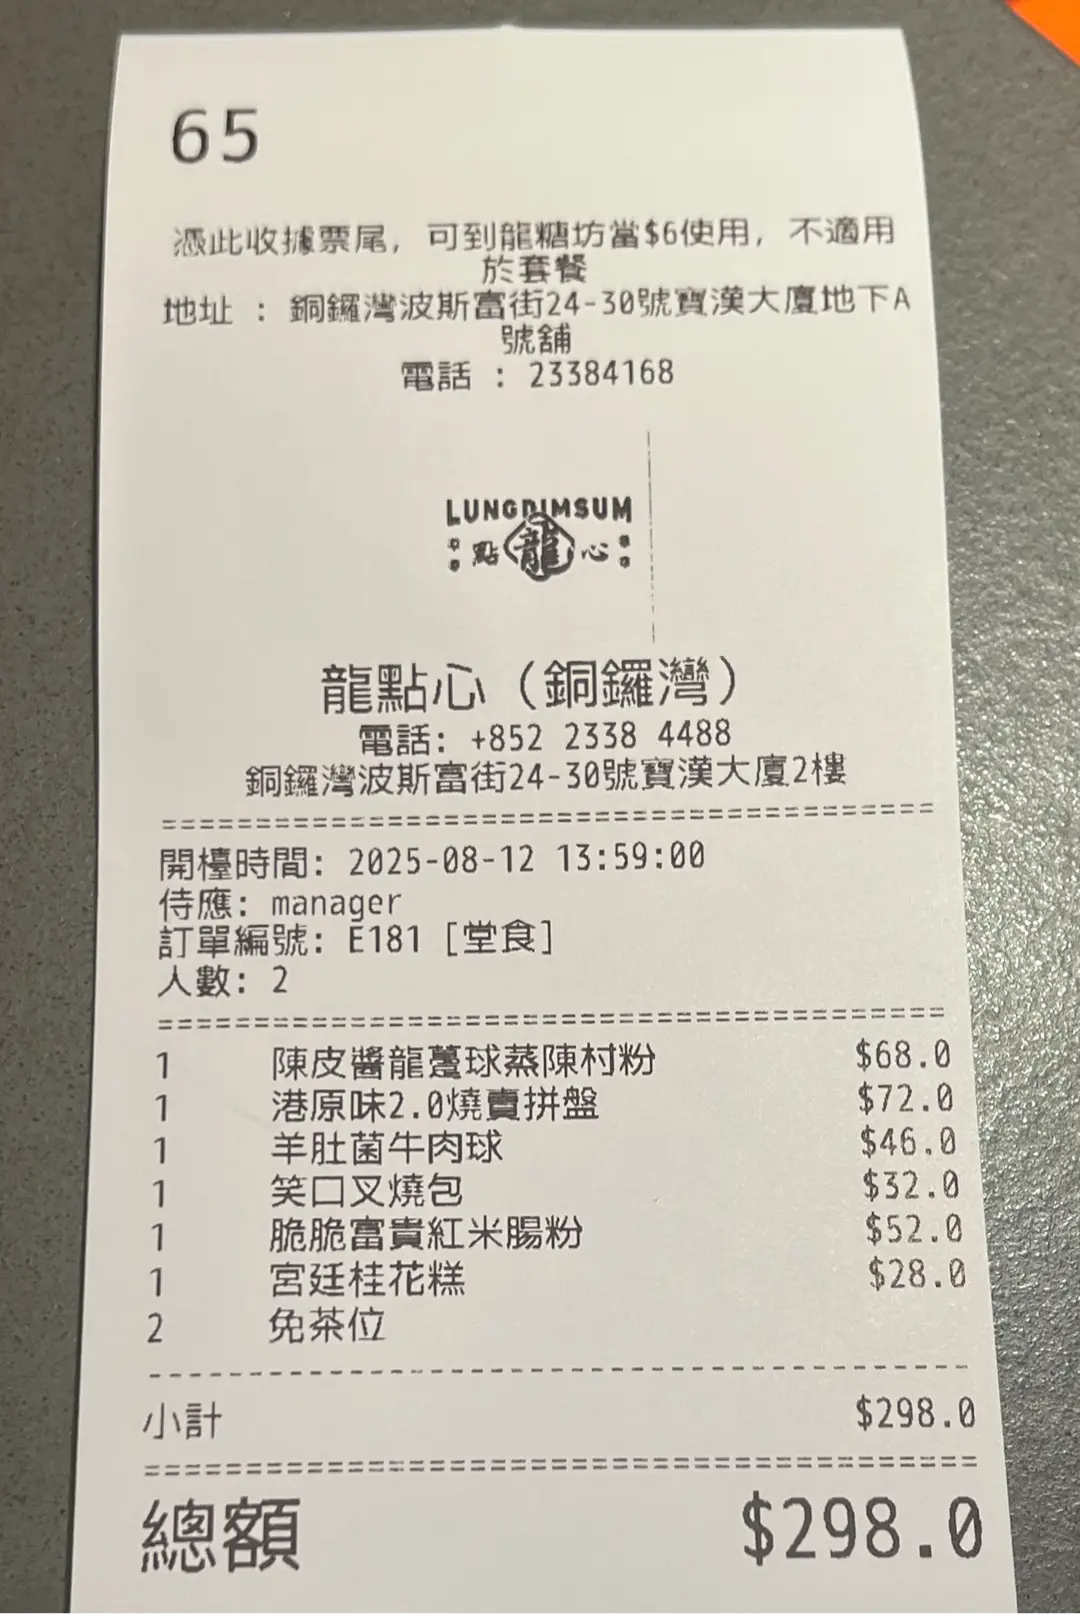 65
憑此收據票尾，可到龍糖坊當$6使用，不適用
於套餐
地址 : 銅鑼灣波斯富街24-30號寶漢大廈地下A
號舖
電話 : 23384168
LUNGDIMSUM
點龍心
龍點心（銅鑼灣）
電話: +852 2338 4488
銅鑼灣波斯富街24-30號寶漢大廈2樓
======================================
開檯時間: 2025-08-12 13:59:00
侍應: manager
訂單編號: E181 [堂食]
人數: 2
======================================
1 陳皮醬龍躉球蒸陳村粉 $68.0
1 港原味2.0燒賣拼盤 $72.0
1 羊肚菌牛肉球 $46.0
1 笑口叉燒包 $32.0
1 脆脆富貴紅米腸粉 $52.0
1 宮廷桂花糕 $28.0
2 免茶位
--------------------------------------
小計 $298.0
======================================
總額 $298.0